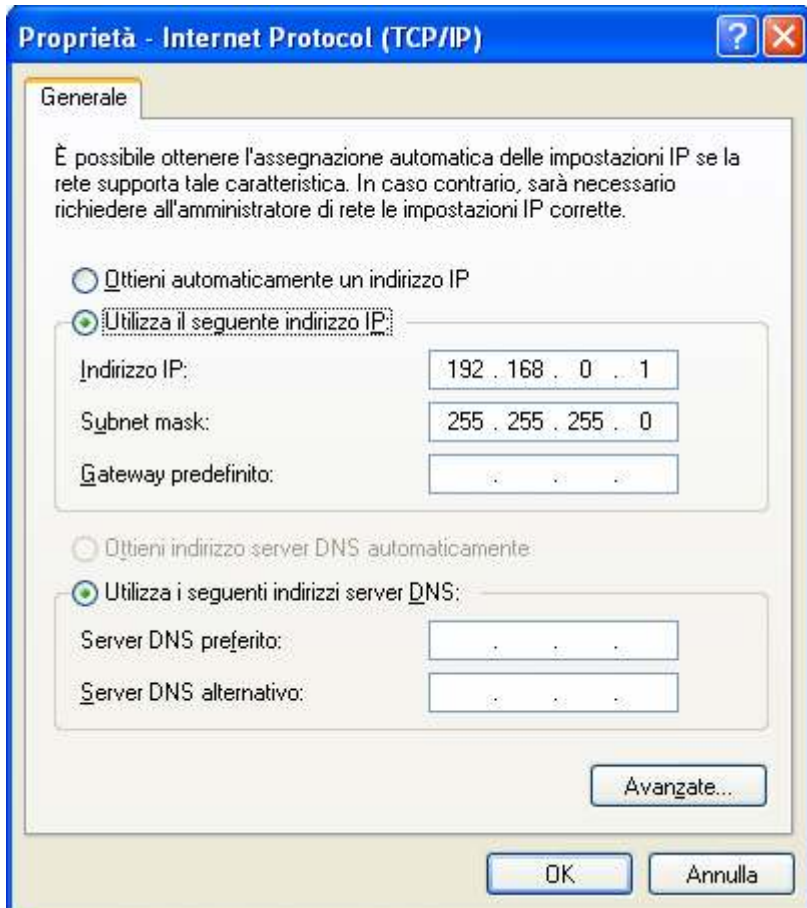 Proprietà - Internet Protocol (TCP/IP)
Generale
È possibile ottenere l'assegnazione automatica delle impostazioni IP se la
rete supporta tale caratteristica. In caso contrario, sarà necessario
richiedere all'amministratore di rete le impostazioni IP corrette.
Ottieni automaticamente un indirizzo IP
Utilizza il seguente indirizzo IP:
Indirizzo IP: 192 . 168 . 0 . 1
Subnet mask: 255 . 255 . 255 . 0
Gateway predefinito: . . .
Ottieni indirizzo server DNS automaticamente
Utilizza i seguenti indirizzi server DNS:
Server DNS preferito: . . .
Server DNS alternativo: . . .
Avanzate...
OK Annulla